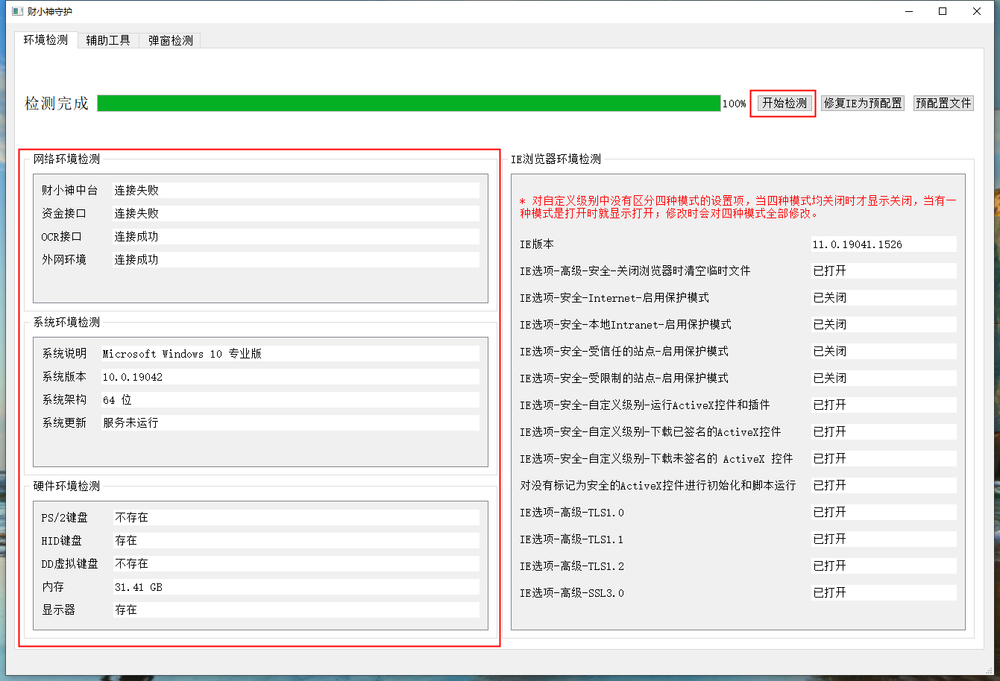 财小神守护
环境检测 辅助工具 弹窗检测
检测完成 100% 开始检测 修复IE为预配置 预配置文件
网络环境检测
财小神中台 连接失败
资金接口 连接失败
OCR接口 连接成功
外网环境 连接成功
系统环境检测
系统说明 Microsoft Windows 10 专业版
系统版本 10.0.19042
系统架构 64 位
系统更新 服务未运行
硬件环境检测
PS/2键盘 不存在
HID键盘 存在
DD虚拟键盘 不存在
内存 31.41 GB
显示器 存在
IE浏览器环境检测
* 对自定义级别中没有区分四种模式的设置项，当四种模式均关闭时才显示关闭，当有一
种模式是打开时就显示打开；修改时会对四种模式全部修改。
IE版本 11.0.19041.1526
IE选项-高级-安全-关闭浏览器时清空临时文件 已打开
IE选项-安全-Internet-启用保护模式 已关闭
IE选项-安全-本地Intranet-启用保护模式 已关闭
IE选项-安全-受信任的站点-启用保护模式 已关闭
IE选项-安全-受限制的站点-启用保护模式 已关闭
IE选项-安全-自定义级别-运行ActiveX控件和插件 已打开
IE选项-安全-自定义级别-下载已签名的ActiveX控件 已打开
IE选项-安全-自定义级别-下载未签名的 ActiveX 控件 已打开
对没有标记为安全的ActiveX控件进行初始化和脚本运行 已打开
IE选项-高级-TLS1.0 已打开
IE选项-高级-TLS1.1 已打开
IE选项-高级-TLS1.2 已打开
IE选项-高级-SSL3.0 已打开